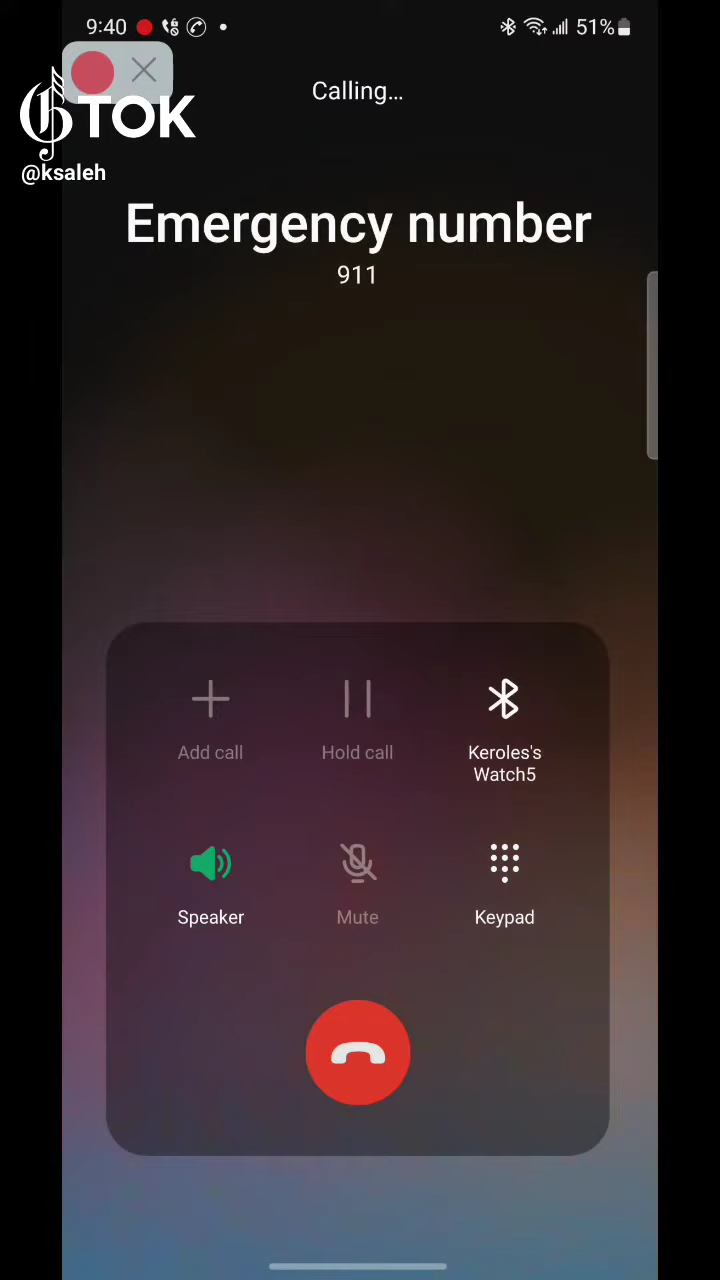 9:40
51%
TOK
@ksaleh
Calling...
Emergency number
911
Add call
Hold call
Keroles's
Watch5
Speaker
Mute
Keypad